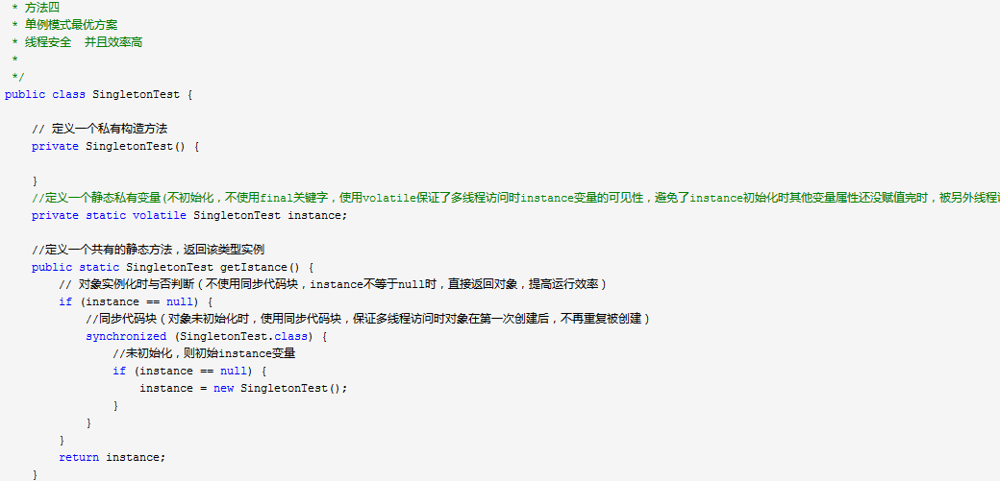 * 方法四
* 单例模式最优方案
* 线程安全  并且效率高
*
*/
public class SingletonTest {
// 定义一个私有构造方法
private SingletonTest() {
}
//定义一个静态私有变量(不初始化，不使用final关键字，使用volatile保证了多线程访问时instance变量的可见性，避免了instance初始化时其他变量属性还没赋值完时，被另外线程
private static volatile SingletonTest instance;
//定义一个共有的静态方法，返回该类型实例
public static SingletonTest getIstance() {
// 对象实例化时与否判断（不使用同步代码块，instance不等于null时，直接返回对象，提高运行效率）
if (instance == null) {
//同步代码块（对象未初始化时，使用同步代码块，保证多线程访问时对象在第一次创建后，不再重复被创建）
synchronized (SingletonTest.class) {
//未初始化，则初始instance变量
if (instance == null) {
instance = new SingletonTest();
}
}
}
return instance;
}